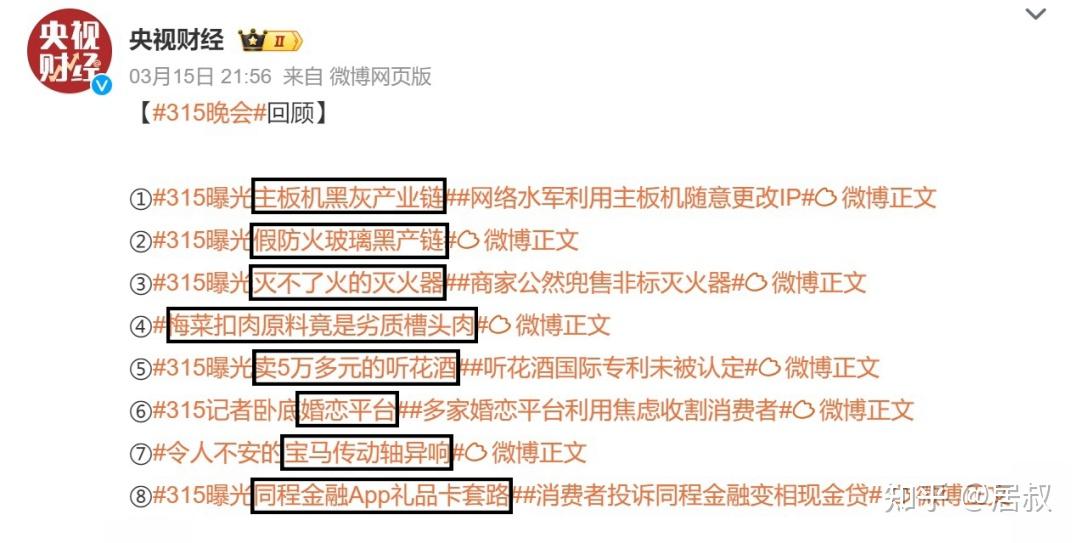 央视
财经
央视财经 II
03月15日 21:56 来自 微博网页版
【#315晚会#回顾】
①#315曝光主板机黑灰产业链##网络水军利用主板机随意更改IP#微博正文
②#315曝光假防火玻璃黑产链#微博正文
③#315曝光灭不了火的灭火器##商家公然兜售非标灭火器#微博正文
④#梅菜扣肉原料竟是劣质槽头肉#微博正文
⑤#315曝光卖5万多元的听花酒##听花酒国际专利未被认定#微博正文
⑥#315记者卧底婚恋平台##多家婚恋平台利用焦虑收割消费者#微博正文
⑦#令人不安的宝马传动轴异响#微博正文
⑧#315曝光同程金融App礼品卡套路##消费者投诉同程金融变相现金贷#微博正文
知乎 @居叔